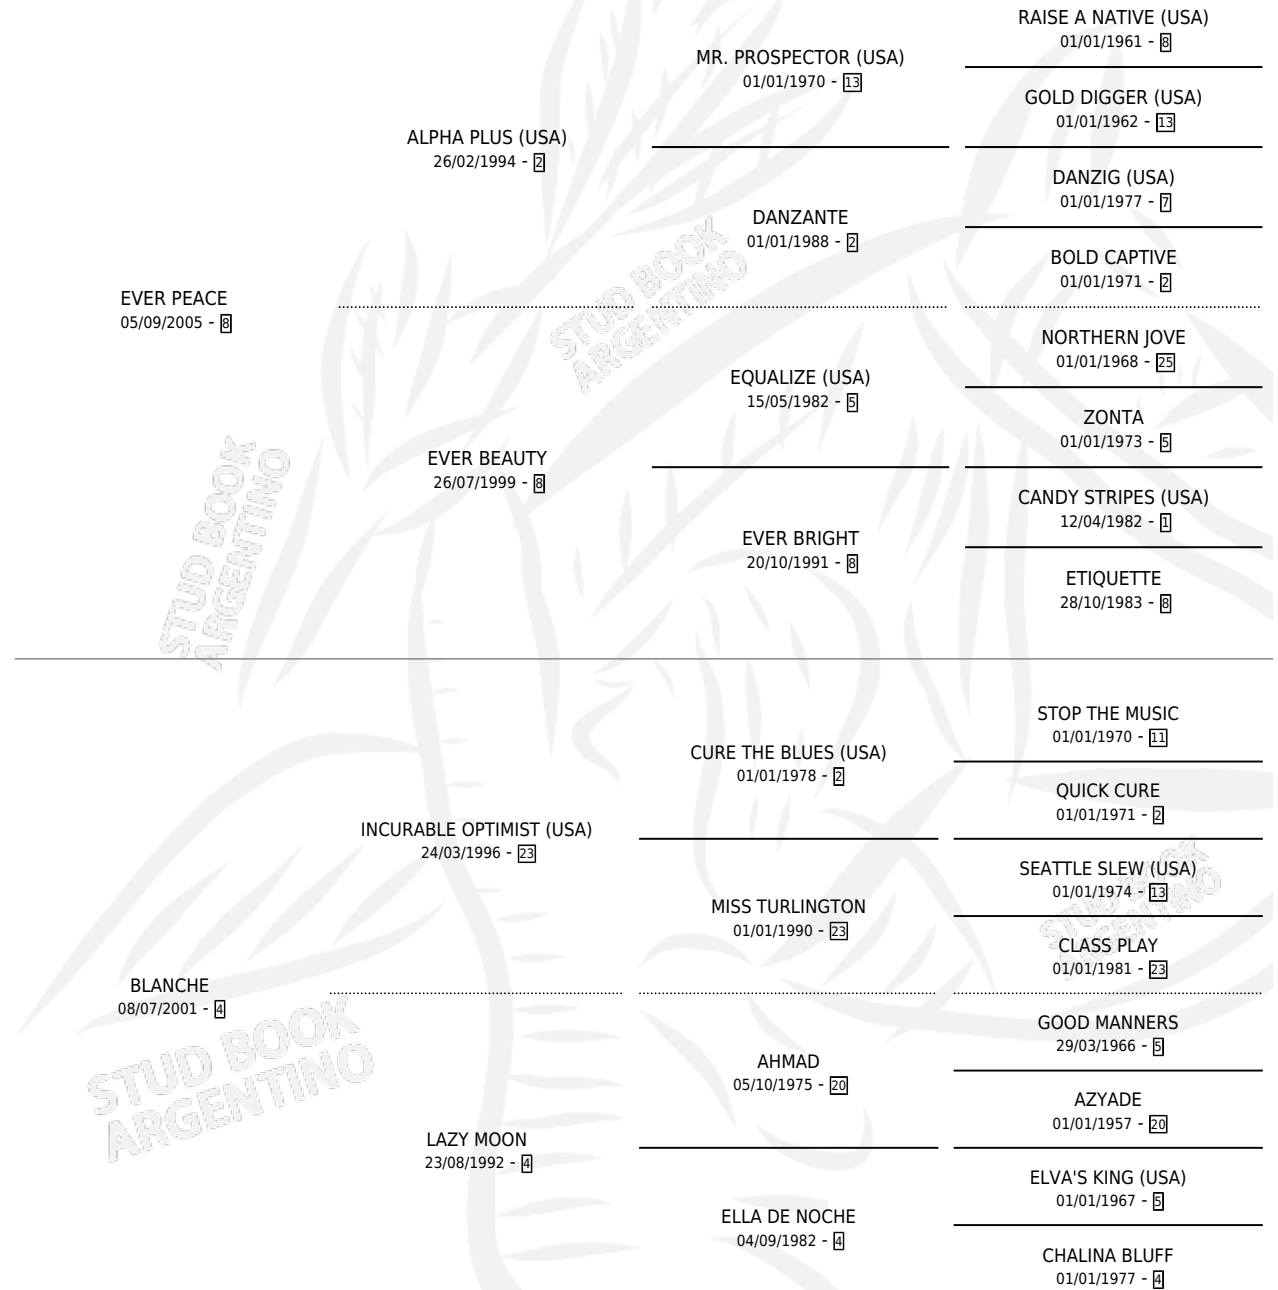 RAISE A NATIVE (USA)
01/01/1961 - 8
MR. PROSPECTOR (USA)
01/01/1970 - 13
GOLD DIGGER (USA)
01/01/1962 - 13
ALPHA PLUS (USA)
26/02/1994 - 2
DANZIG (USA)
01/01/1977 - 7
DANZANTE
01/01/1988 - 2
BOLD CAPTIVE
01/01/1971 - 2
EVER PEACE
05/09/2005 - 8
NORTHERN JOVE
01/01/1968 - 25
EQUALIZE (USA)
15/05/1982 - 5
ZONTA
01/01/1973 - 5
EVER BEAUTY
26/07/1999 - 8
CANDY STRIPES (USA)
12/04/1982 - 1
EVER BRIGHT
20/10/1991 - 8
ETIQUETTE
28/10/1983 - 8
STOP THE MUSIC
01/01/1970 - 11
CURE THE BLUES (USA)
01/01/1978 - 2
QUICK CURE
01/01/1971 - 2
INCURABLE OPTIMIST (USA)
24/03/1996 - 23
SEATTLE SLEW (USA)
01/01/1974 - 13
MISS TURLINGTON
01/01/1990 - 23
CLASS PLAY
01/01/1981 - 23
BLANCHE
08/07/2001 - 4
GOOD MANNERS
29/03/1966 - 5
AHMAD
05/10/1975 - 20
AZYADE
01/01/1957 - 20
LAZY MOON
23/08/1992 - 4
ELVA'S KING (USA)
01/01/1967 - 5
ELLA DE NOCHE
04/09/1982 - 4
CHALINA BLUFF
01/01/1977 - 4
STUD BOOK
ARGENTINO
STUD BOOK
ARGENTINO
STUD BOOK
ARGENTINO
STUD BOOK
ARGENTINO